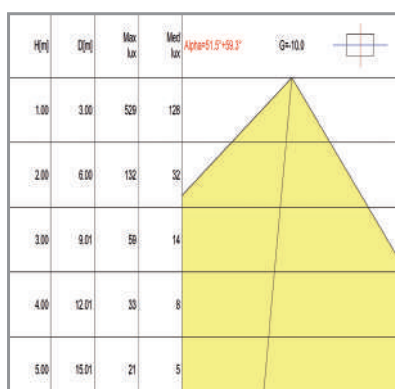 H[m] D[m] Max lux Med lux Alpha=51.5°+59.3° G=-10.0
1.00 3.00 529 126
2.00 6.00 132 32
3.00 9.01 59 14
4.00 12.01 33 8
5.00 15.01 21 5